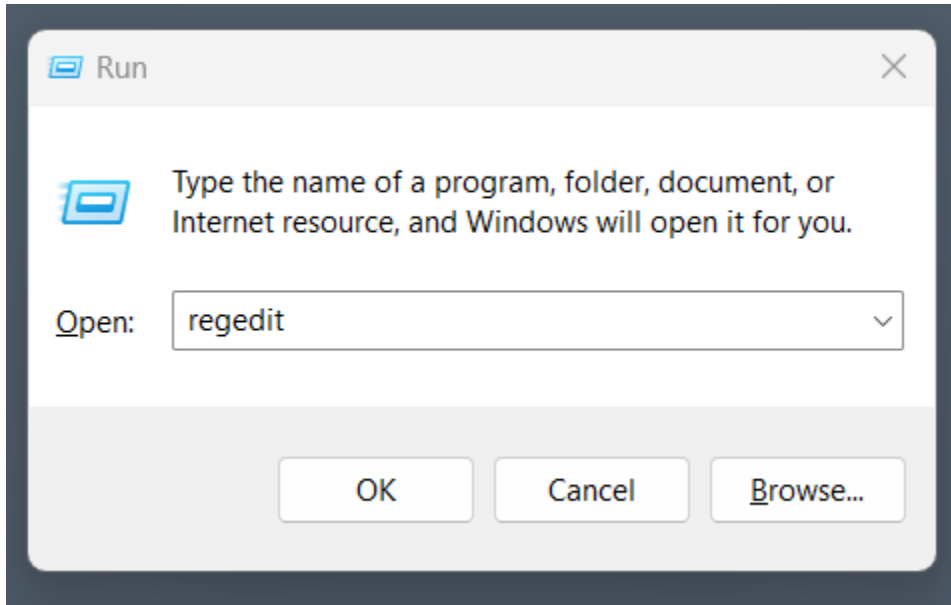 Run
Type the name of a program, folder, document, or
Internet resource, and Windows will open it for you.
Open: regedit
OK Cancel Browse...